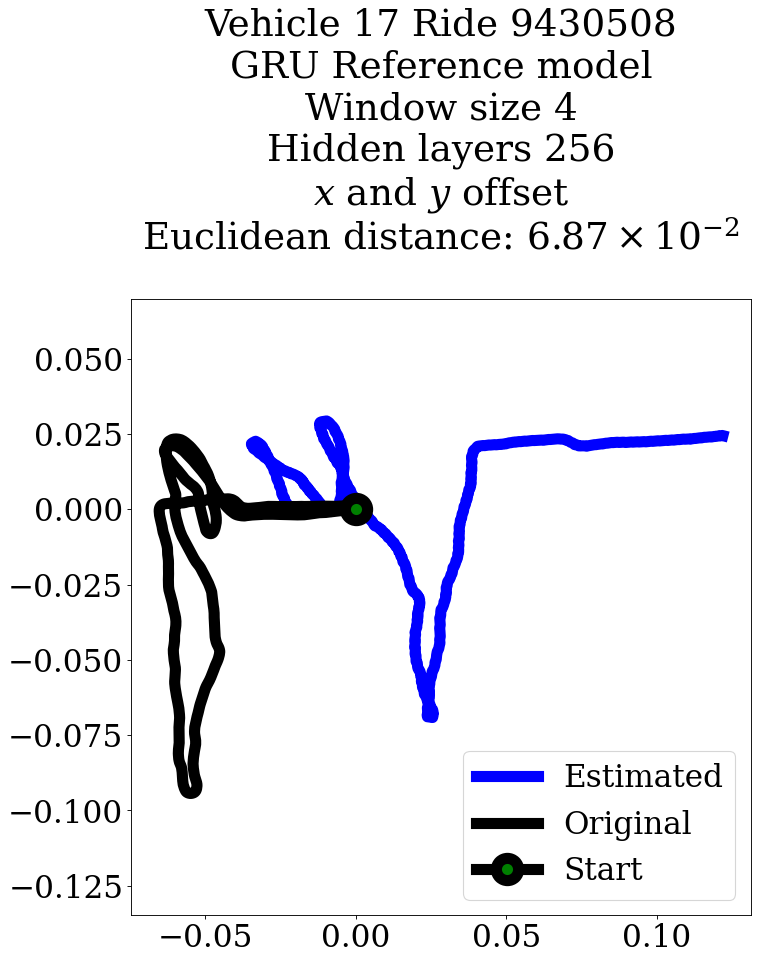 Vehicle 17 Ride 9430508
GRU Reference model
Window size 4
Hidden layers 256
x and y offset
Euclidean distance: 6.87 × 10⁻²
0.050
0.025
0.000
−0.025
−0.050
−0.075
−0.100
−0.125
Estimated
Original
Start
−0.05 0.00 0.05 0.10